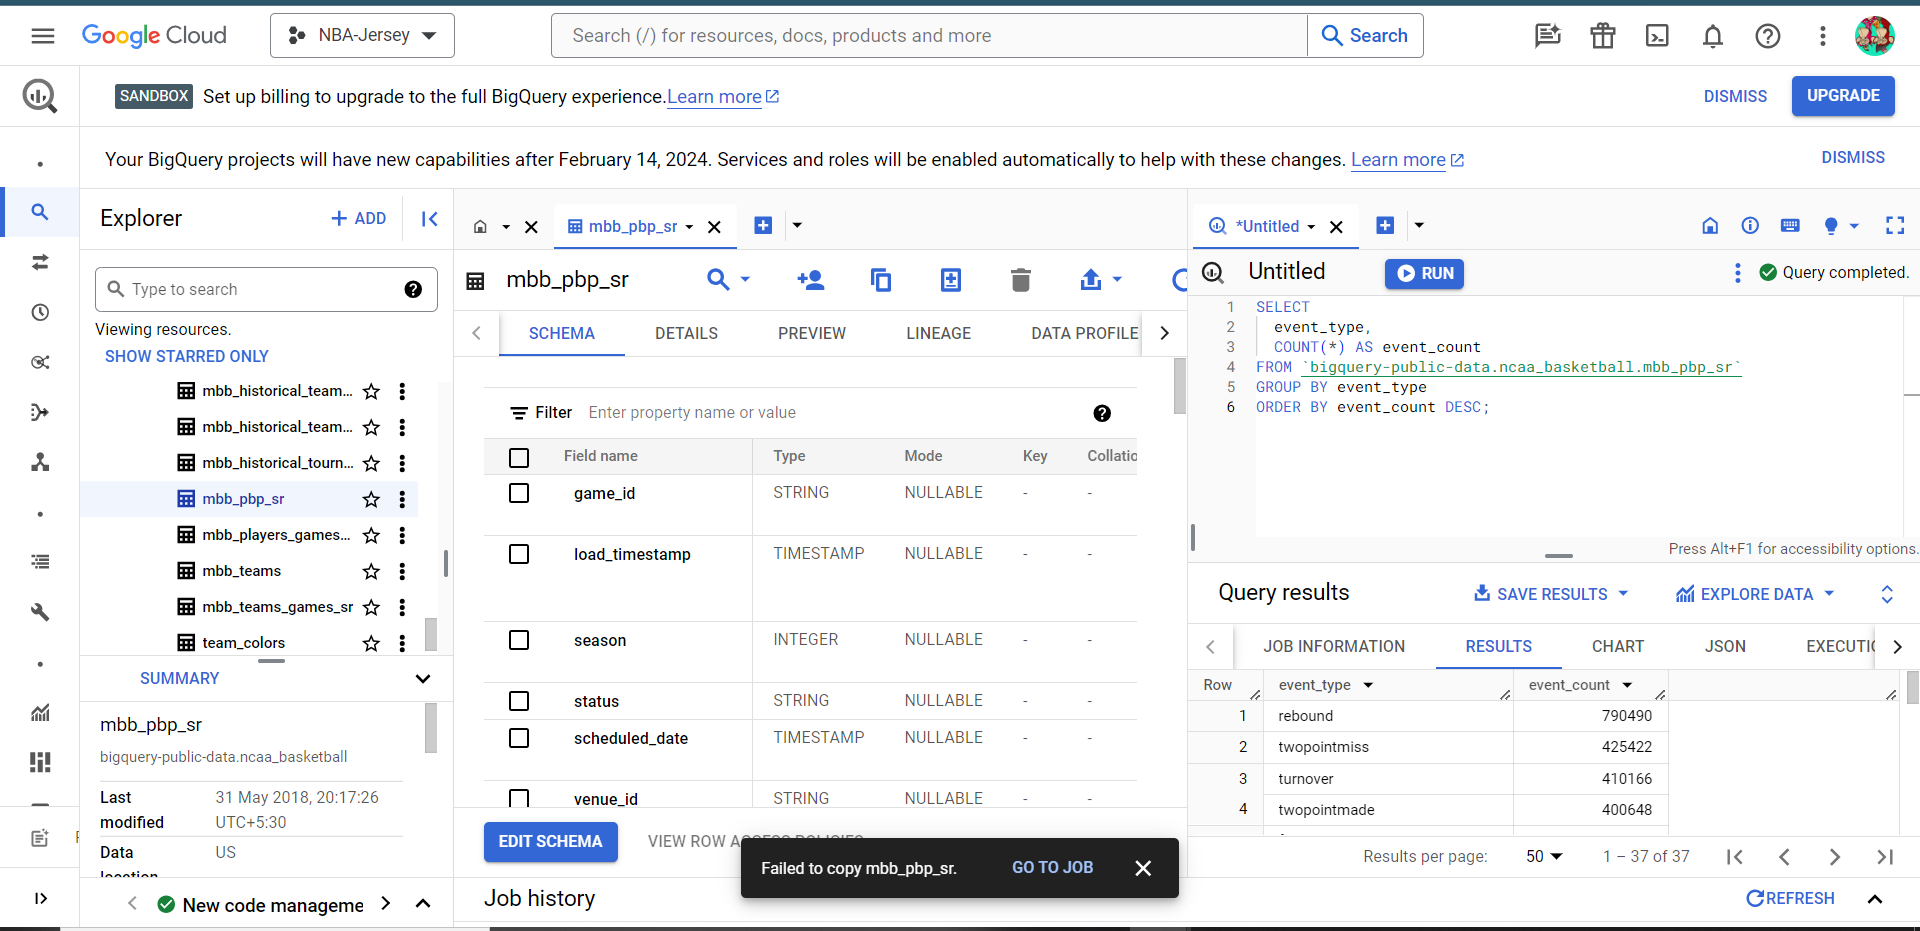 Google Cloud
NBA-Jersey
Search (/) for resources, docs, products and more
Search
SANDBOX Set up billing to upgrade to the full BigQuery experience. Learn more
DISMISS
UPGRADE
Your BigQuery projects will have new capabilities after February 14, 2024. Services and roles will be enabled automatically to help with these changes. Learn more
DISMISS
Explorer
+ ADD
Type to search
Viewing resources.
SHOW STARRED ONLY
mbb_historical_team...
mbb_historical_team...
mbb_historical_tourn...
mbb_pbp_sr
mbb_players_games...
mbb_teams
mbb_teams_games_sr
team_colors
SUMMARY
mbb_pbp_sr
bigquery-public-data.ncaa_basketball
Last modified
31 May 2018, 20:17:26 UTC+5:30
Data location
US
New code manageme
mbb_pbp_sr
mbb_pbp_sr
SCHEMA DETAILS PREVIEW LINEAGE DATA PROFILE
Filter Enter property name or value
Field name Type Mode Key Collatio
game_id STRING NULLABLE - -
load_timestamp TIMESTAMP NULLABLE - -
season INTEGER NULLABLE - -
status STRING NULLABLE - -
scheduled_date TIMESTAMP NULLABLE - -
venue_id STRING NULLABLE - -
EDIT SCHEMA
VIEW ROW ACCESS POLICIES
Failed to copy mbb_pbp_sr. GO TO JOB
Job history
REFRESH
*Untitled
Untitled
RUN
Query completed.
1 SELECT
2 event_type,
3 COUNT(*) AS event_count
4 FROM `bigquery-public-data.ncaa_basketball.mbb_pbp_sr`
5 GROUP BY event_type
6 ORDER BY event_count DESC;
Press Alt+F1 for accessibility options.
Query results
SAVE RESULTS
EXPLORE DATA
JOB INFORMATION RESULTS CHART JSON EXECUTIO
Row event_type event_count
1 rebound 790490
2 twopointmiss 425422
3 turnover 410166
4 twopointmade 400648
Results per page: 50 1 – 37 of 37